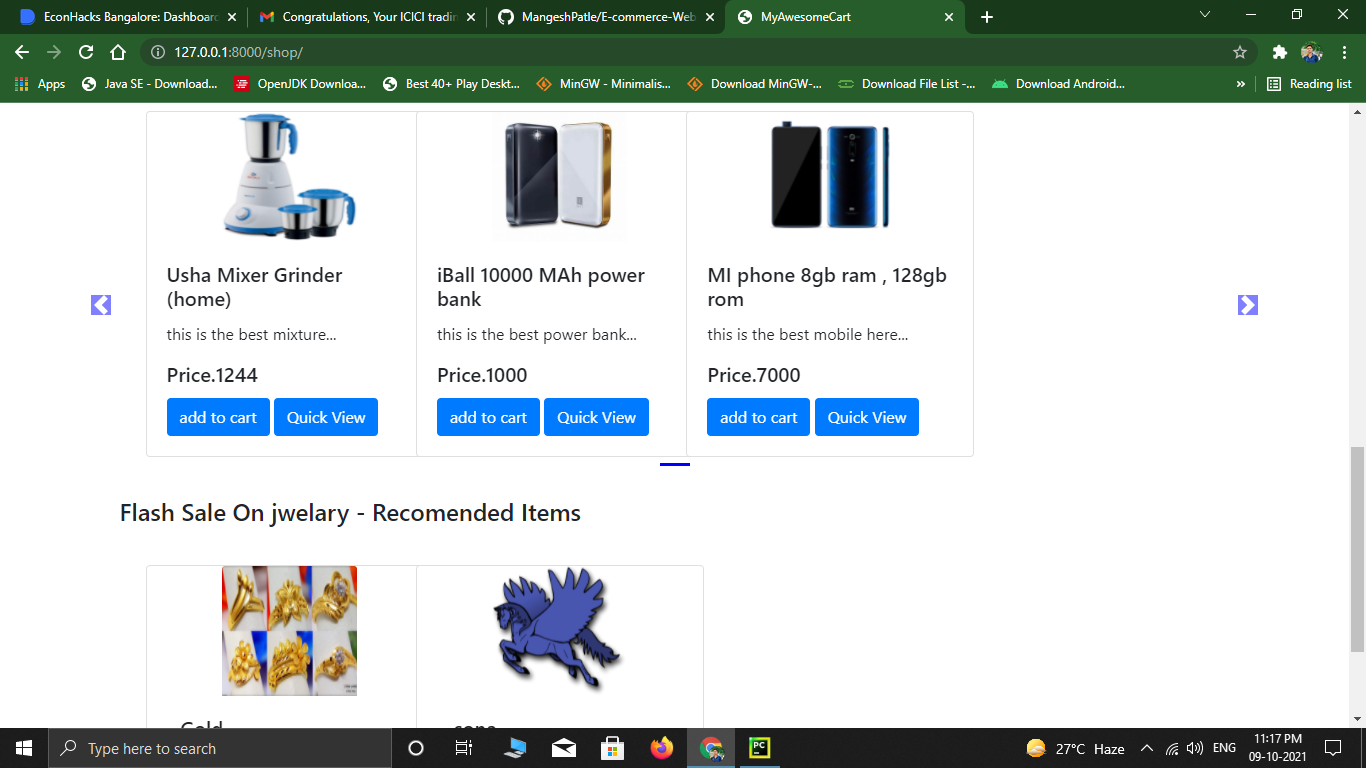 EconHacks Bangalore: Dashboard
Congratulations, Your ICICI tradin
MangeshPatle/E-commerce-Web
MyAwesomeCart
127.0.0.1:8000/shop/
Apps
Java SE - Download...
OpenJDK Downloa...
Best 40+ Play Deskt...
MinGW - Minimalis...
Download MinGW-...
Download File List -...
Download Android...
»
Reading list
Usha Mixer Grinder
(home)
this is the best mixture...
Price.1244
add to cart
Quick View
iBall 10000 MAh power
bank
this is the best power bank...
Price.1000
add to cart
Quick View
MI phone 8gb ram , 128gb
rom
this is the best mobile here...
Price.7000
add to cart
Quick View
Flash Sale On jwelary - Recomended Items
Gold
Type here to search
PC
27°C Haze
ENG
11:17 PM
09-10-2021